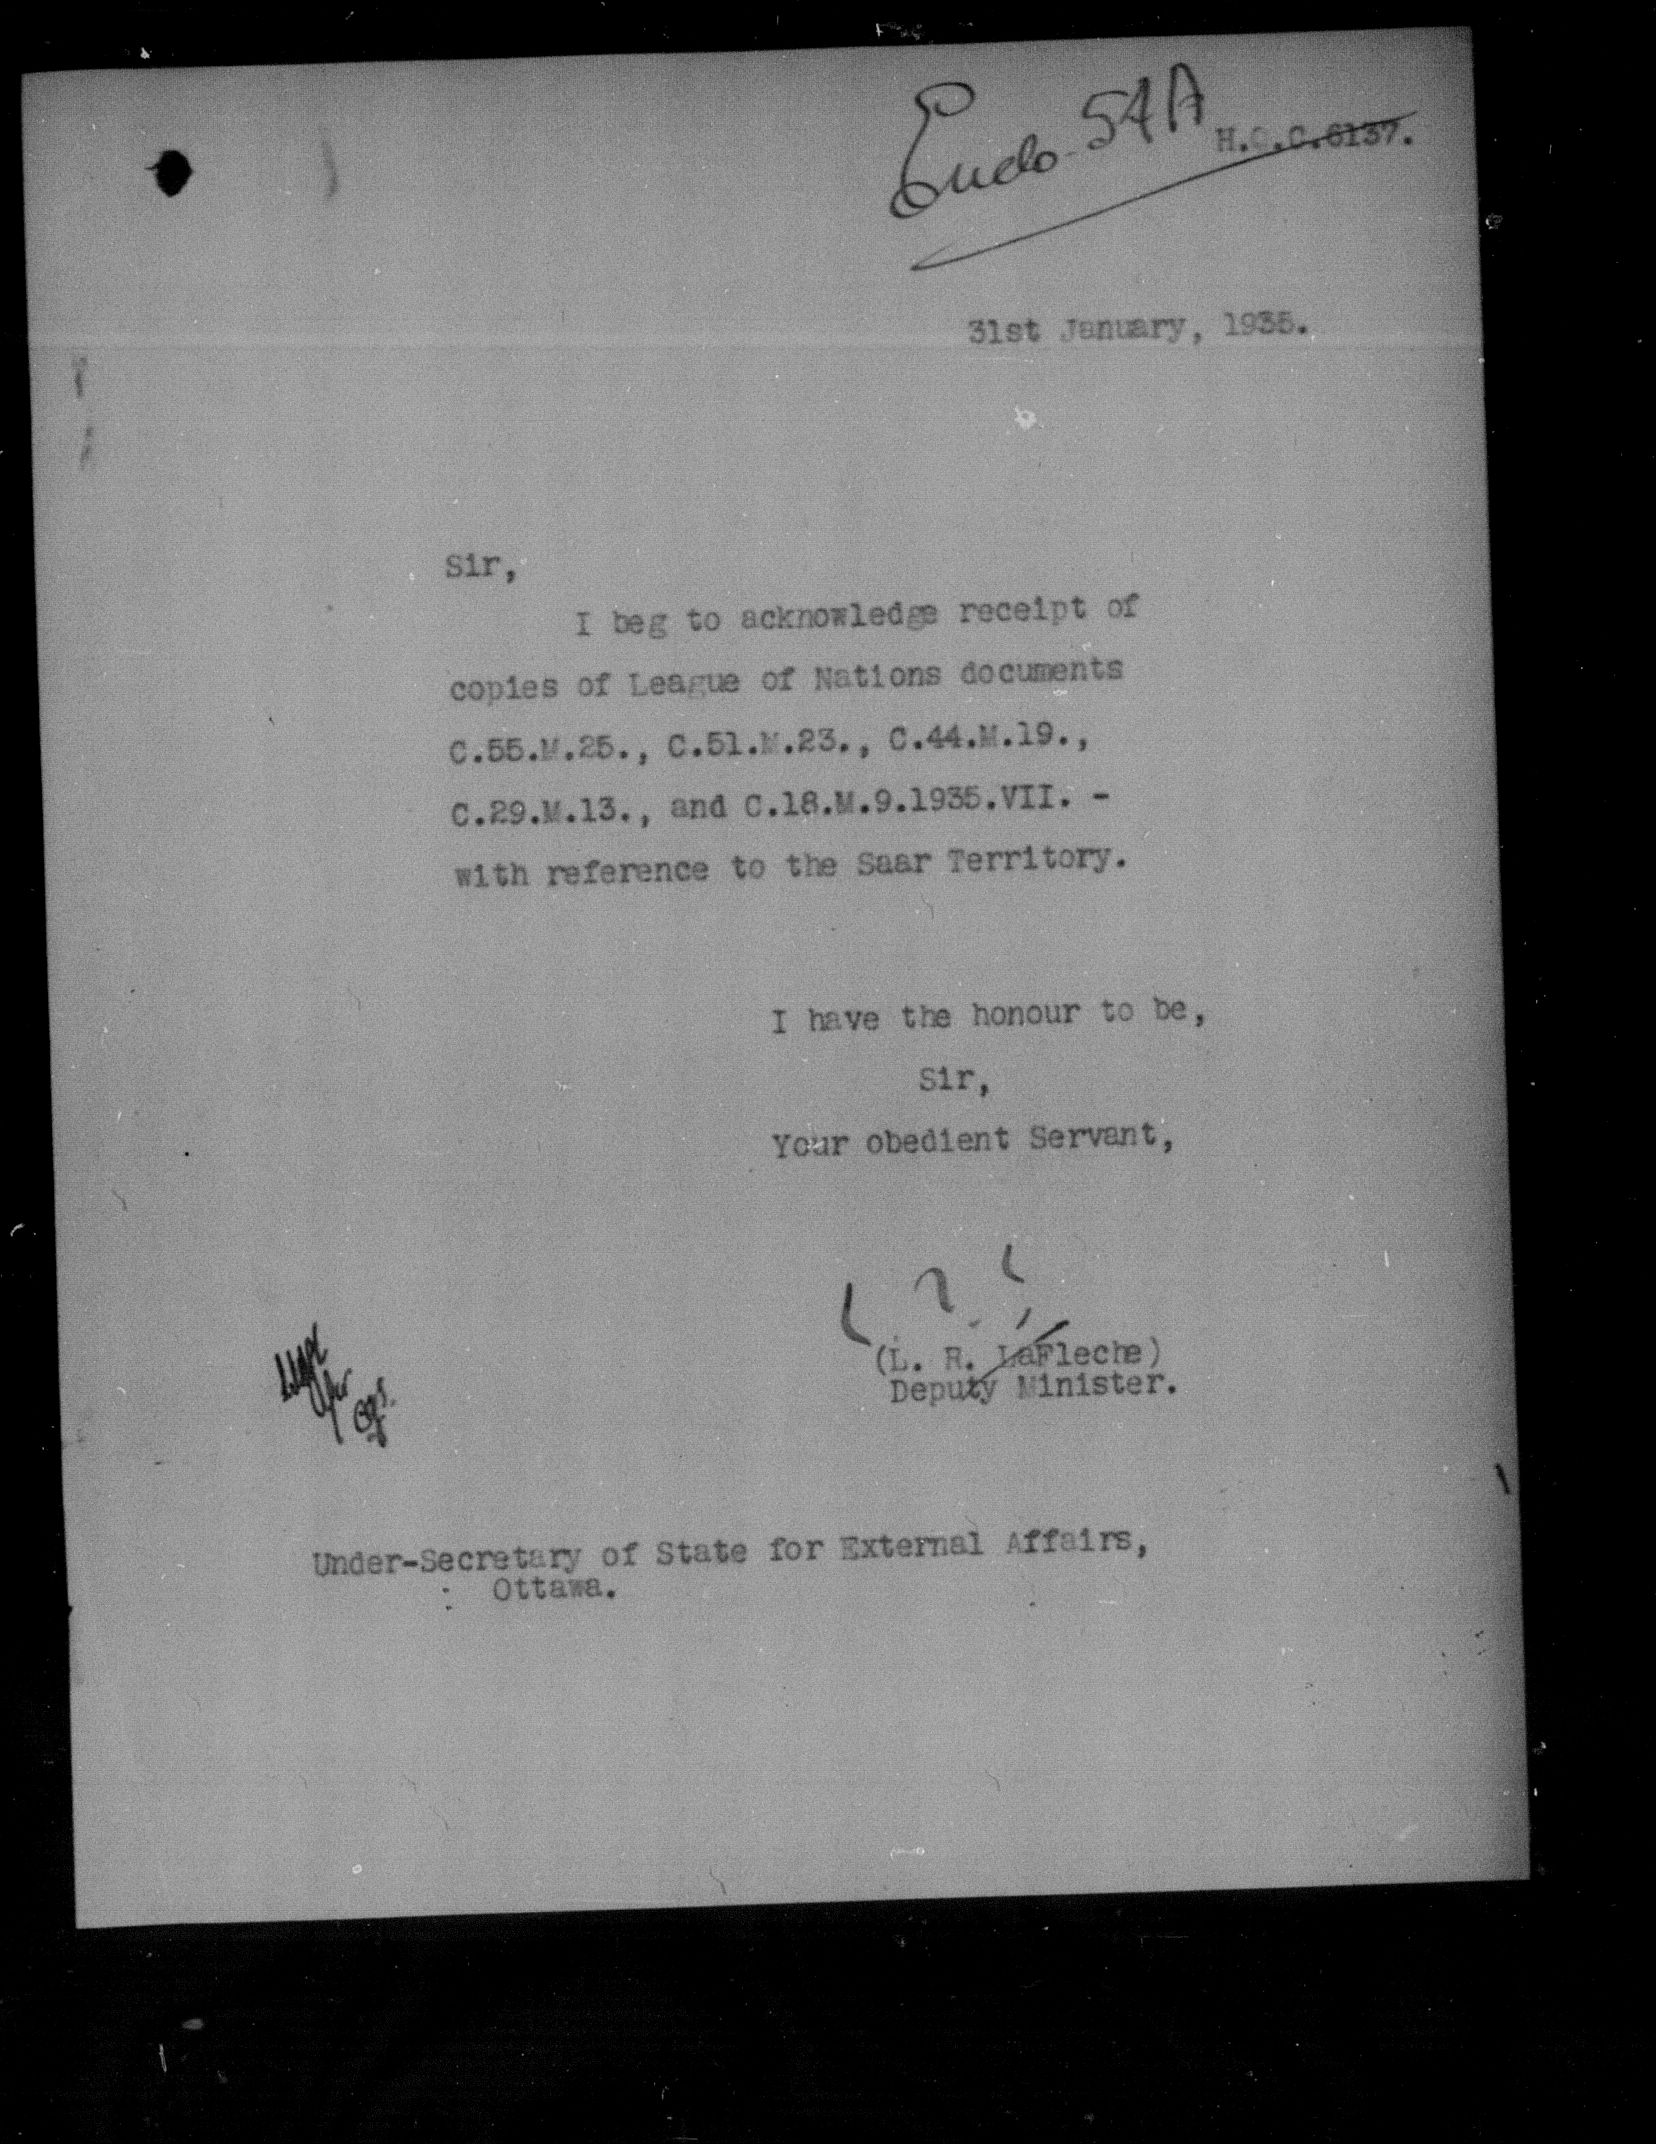 Enclo. 54A
H.Q.C.6137.
31st January, 1935.
Sir,
I beg to acknowledge receipt of
copies of League of Nations documents
C.55.M.25., C.51.M.23., C.44.M.19.,
C.29.M.13., and C.18.M.9.1935.VII. -
with reference to the Saar Territory.
I have the honour to be,
Sir,
Your obedient Servant,
(L. R. LaFleche)
Deputy Minister.
Under-Secretary of State for External Affairs,
Ottawa.